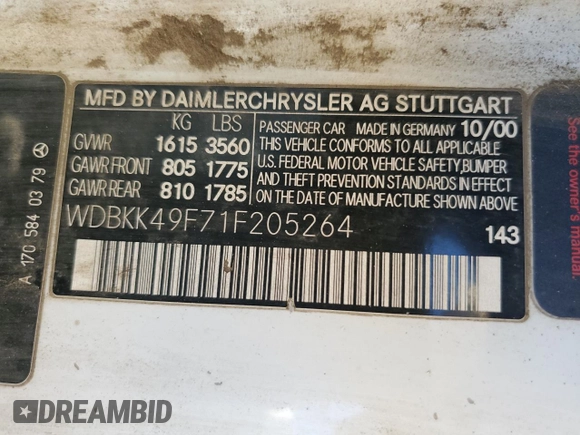 MFD BY DAIMLERCHRYSLER AG STUTTGART
KG LBS
GVWR 1615 3560
GAWR FRONT 805 1775
GAWR REAR 810 1785
PASSENGER CAR MADE IN GERMANY 10/00
THIS VEHICLE CONFORMS TO ALL APPLICABLE
U.S. FEDERAL MOTOR VEHICLE SAFETY, BUMPER
AND THEFT PREVENTION STANDARDS IN EFFECT
ON THE DATE OF MANUFACTURE SHOWN ABOVE
WDBKK49F71F205264
143
A 170 584 03 79
See the owner's manual.
DREAMBID